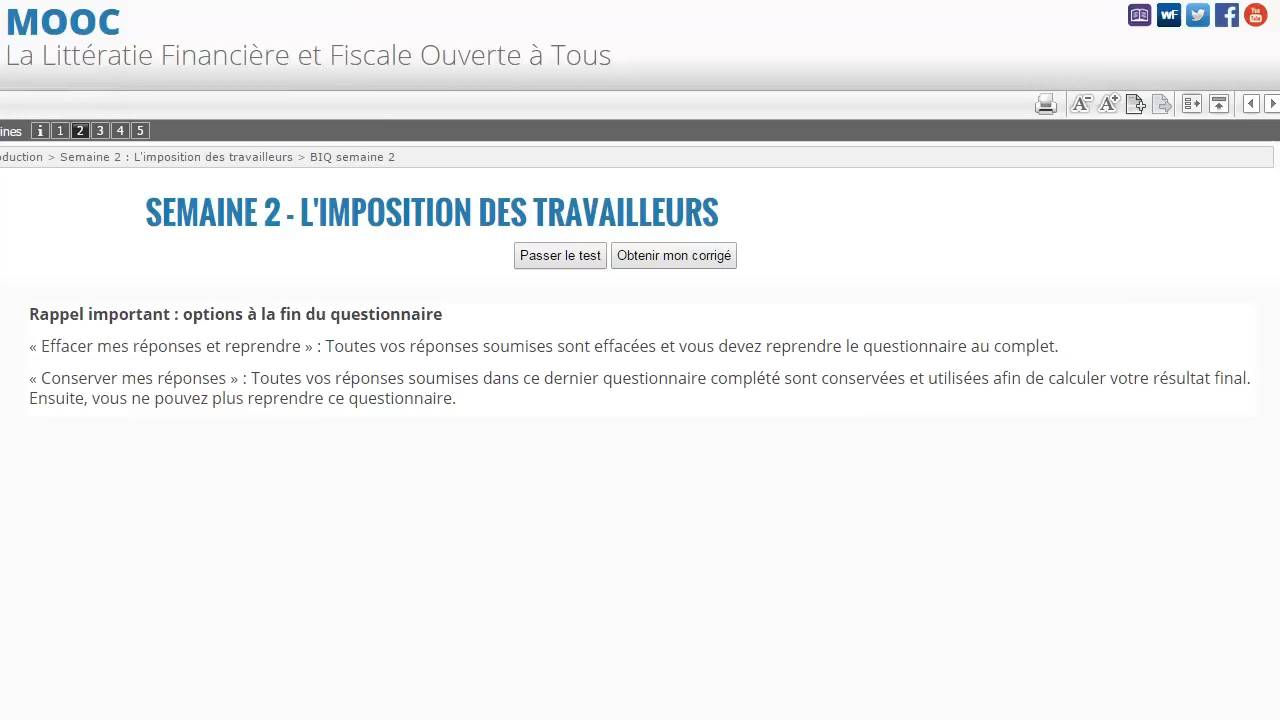 MOOC
La Littératie Financière et Fiscale Ouverte à Tous
WF
You Tube
A- A+
ines i 1 2 3 4 5
oduction > Semaine 2 : L'imposition des travailleurs > BIQ semaine 2
SEMAINE 2 - L'IMPOSITION DES TRAVAILLEURS
Passer le test Obtenir mon corrigé
Rappel important : options à la fin du questionnaire
« Effacer mes réponses et reprendre » : Toutes vos réponses soumises sont effacées et vous devez reprendre le questionnaire au complet.
« Conserver mes réponses » : Toutes vos réponses soumises dans ce dernier questionnaire complété sont conservées et utilisées afin de calculer votre résultat final.
Ensuite, vous ne pouvez plus reprendre ce questionnaire.